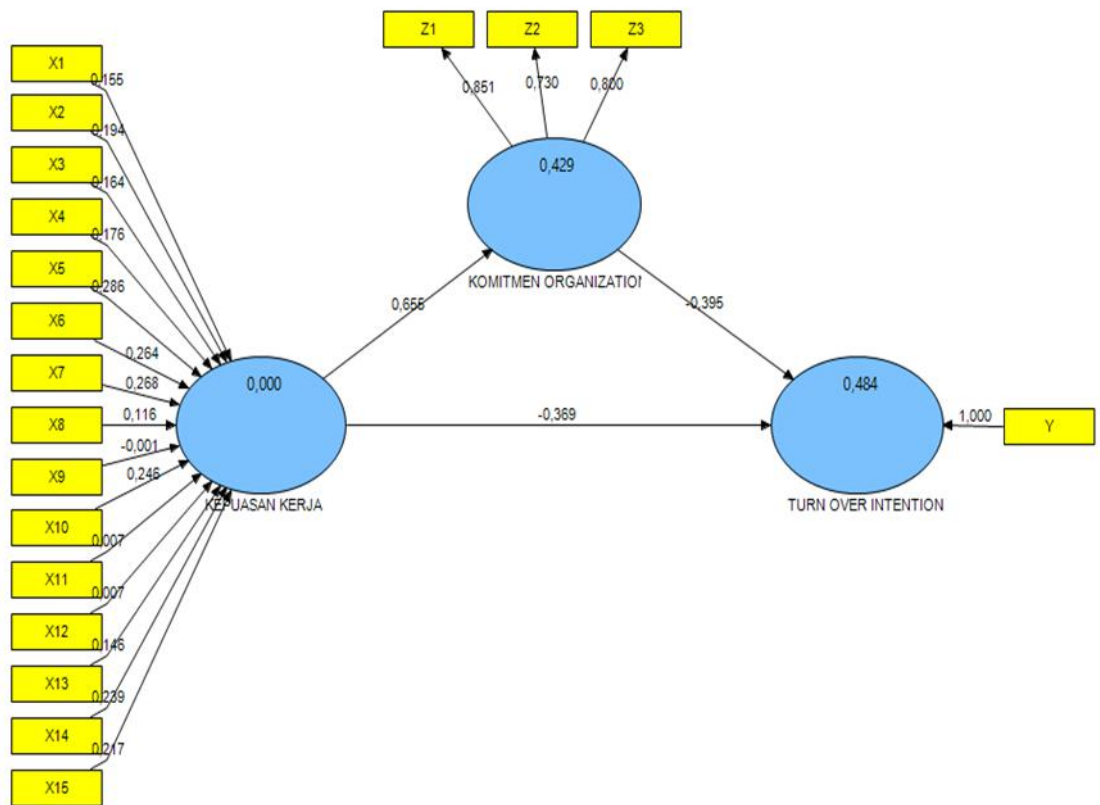 Z1
Z2
Z3
0,851
0,730
0,800
0,429
KOMITMEN ORGANIZATION
X1
0,155
X2
0,194
X3
0,164
X4
0,176
X5
0,286
X6
0,264
X7
0,268
X8
0,116
X9
-0,001
X10
0,246
X11
0,007
X12
0,007
X13
0,146
X14
0,239
X15
0,217
0,000
KEPUASAN KERJA
0,655
-0,395
-0,369
0,484
TURN OVER INTENTION
1,000
Y